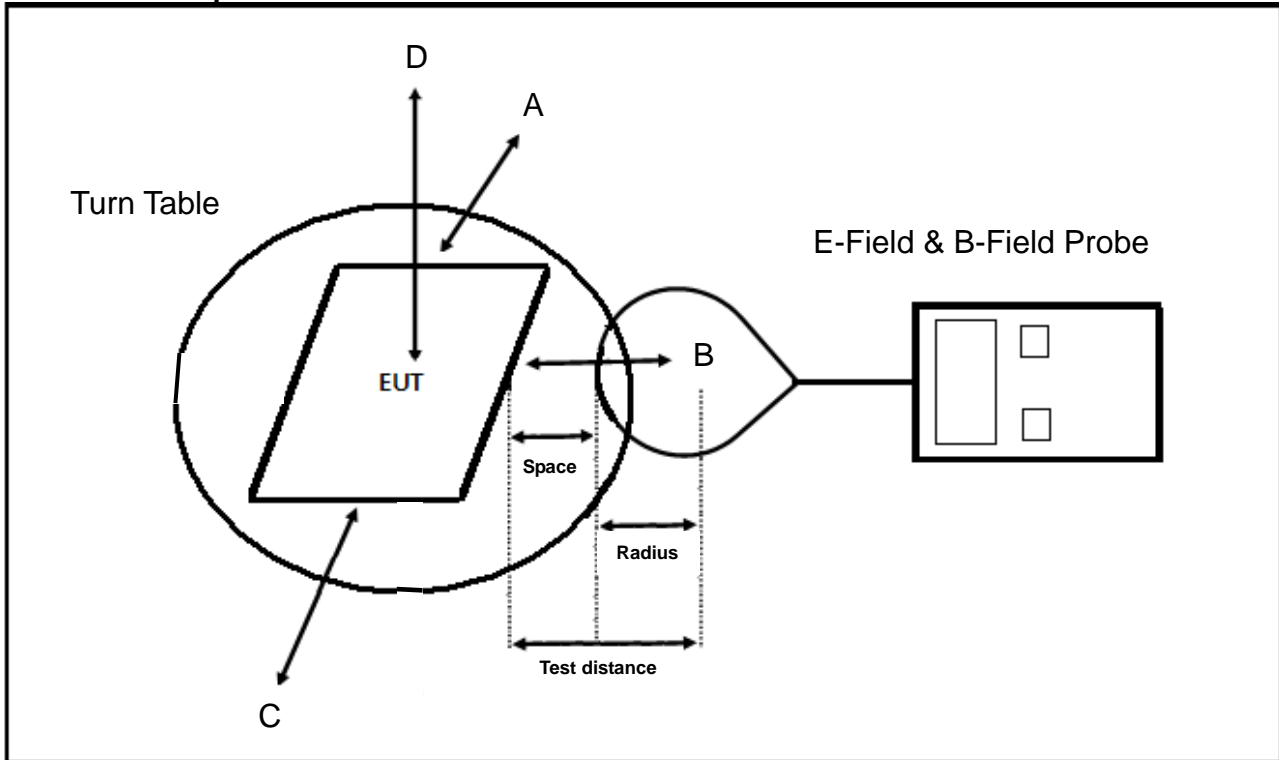 D
A
Turn Table
E-Field & B-Field Probe
B
EUT
Space
Radius
Test distance
C